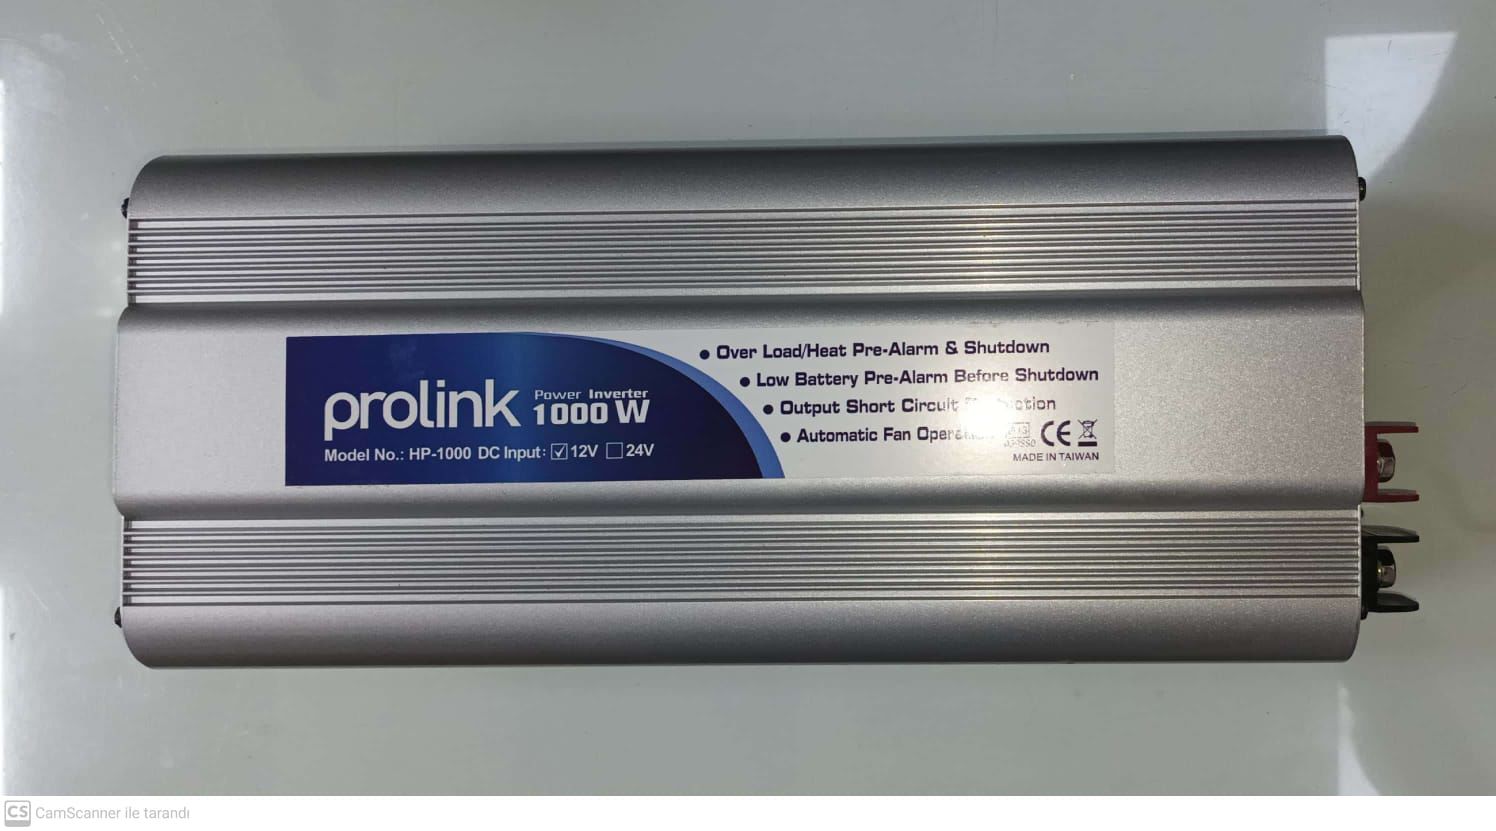 prolink
Power Inverter
1000 W
Model No.: HP-1000 DC Input: 12V 24V
Over Load/Heat Pre-Alarm & Shutdown
Low Battery Pre-Alarm Before Shutdown
Output Short Circuit
Automatic Fan
CE
MADE IN TAIWAN
CS CamScanner ile tarandı